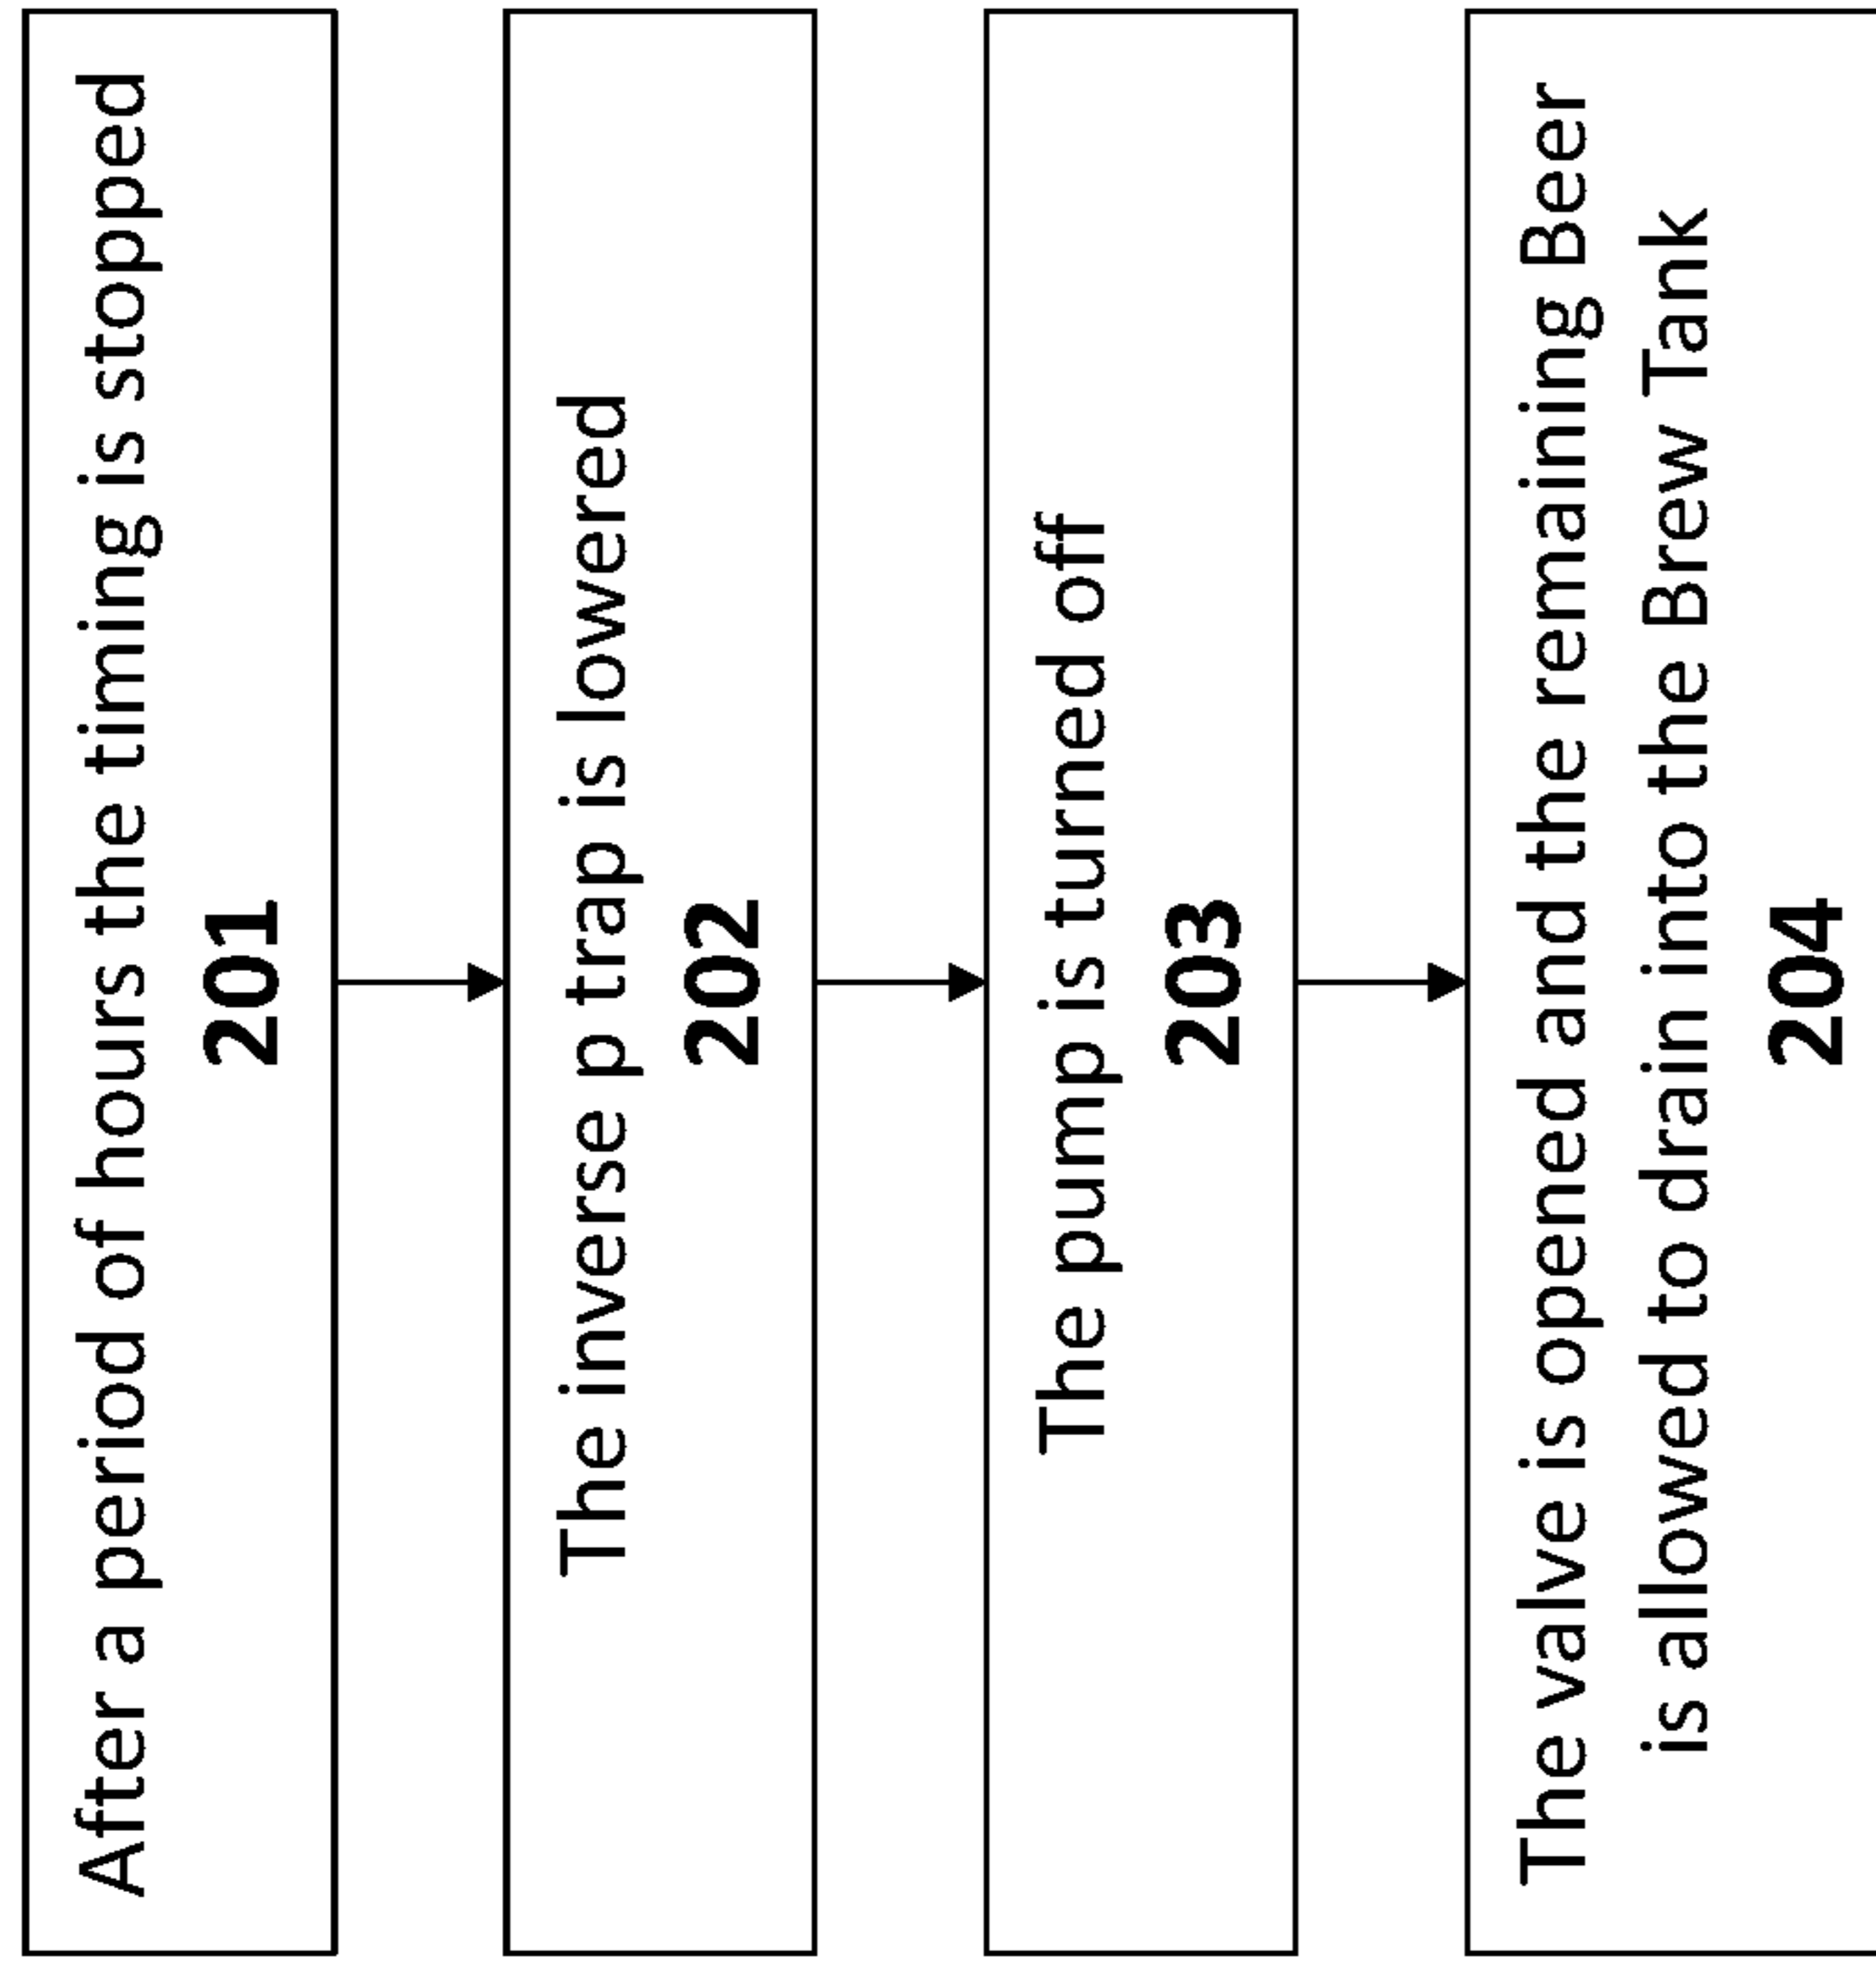 After a period of hours the timing is stopped
201
The inverse p trap is lowered
202
The pump is turned off
203
The valve is opened and the remaining Beer
is allowed to drain into the Brew Tank
204